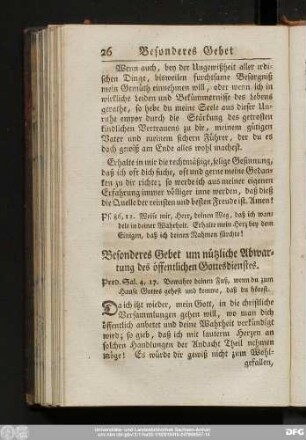 26 Besonderes Gebet
Wenn auch, bey der Ungewißheit aller irdi-
schen Dinge, bisweilen furchtsame Besorgniß
mein Gemüth einnehmen will, oder wenn ich in
wirkliche Leiden und Bekümmernisse des Lebens
gerathe, so hebe du meine Seele aus dieser Un-
ruhe empor durch die Stärkung des getrosten
kindlichen Vertrauens zu dir, meinem gütigen
Vater und meinem sichern Führer, der du es
doch gewiß am Ende alles wohl machest.
Erhalte in mir die rechtmäßige, selige Gesinnung,
daß ich oft dich suche, oft und gerne meine Gedan-
ken zu dir richte; so werde ich aus meiner eigenen
Erfahrung immer völliger inne werden, daß dieß
die Quelle der reinsten und besten Freude ist. Amen!
Ps. 86, 11. Weise mir, Herr, deinen Weg, daß ich wan-
dele in deiner Wahrheit. Erhalte mein Herz bey dem
Einigen, daß ich deinen Nahmen fürchte!
Besonderes Gebet um nützliche Abwar-
tung des öffentlichen Gottesdienstes.
Pred. Sal. 4, 17. Bewahre deinen Fuß, wenn du zum
Hause Gottes gehest und komme, daß du hörest.
Da ich itzt wieder, mein Gott, in die christliche
Versammlungen gehen will, wo man dich
öffentlich anbetet und deine Wahrheit verkündigt
wird; so gieb, daß ich mit lauterm Herzen an
solchen Handlungen der Andacht Theil nehmen
möge! Es würde dir gewiß nicht zum Wohl-
gefallen,